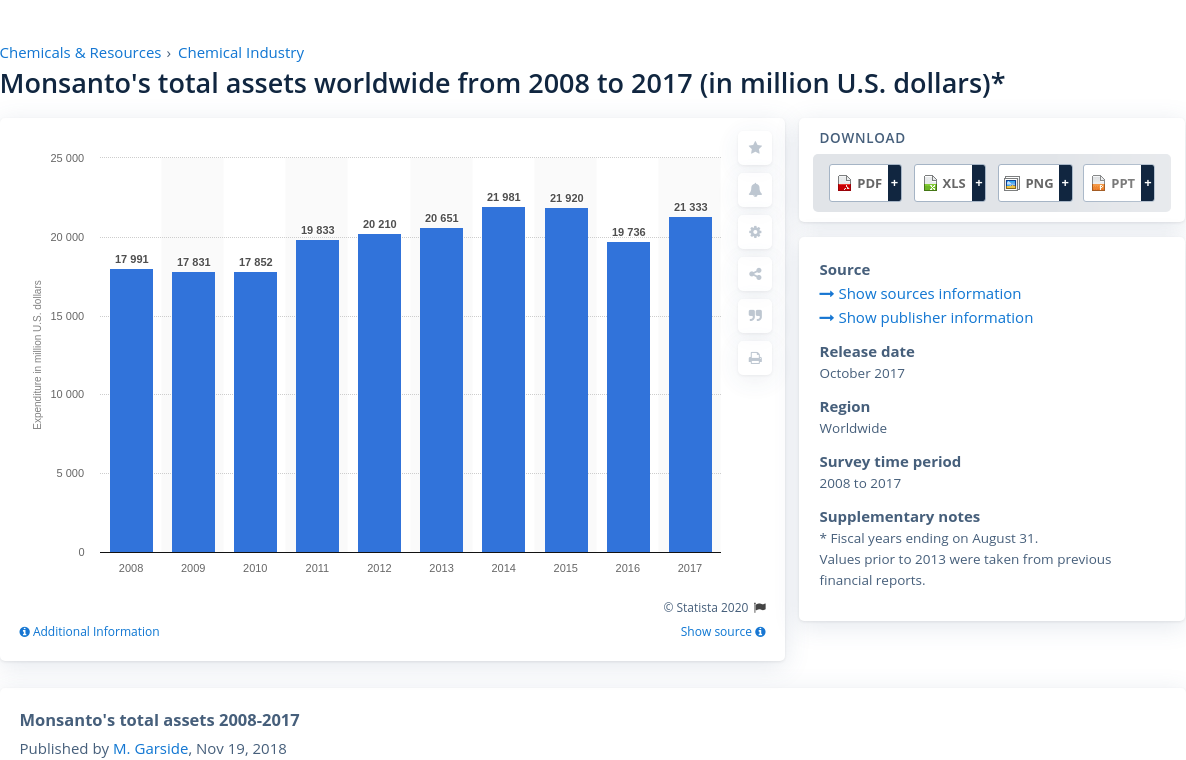 Chemicals & Resources › Chemical Industry
Monsanto's total assets worldwide from 2008 to 2017 (in million U.S. dollars)*
25 000
20 000
15 000
10 000
5 000
0
Expenditure in million U.S. dollars
17 991
17 831
17 852
19 833
20 210
20 651
21 981
21 920
19 736
21 333
2008
2009
2010
2011
2012
2013
2014
2015
2016
2017
© Statista 2020
Additional Information
Show source
DOWNLOAD
PDF + XLS + PNG + PPT +
Source
Show sources information
Show publisher information
Release date
October 2017
Region
Worldwide
Survey time period
2008 to 2017
Supplementary notes
* Fiscal years ending on August 31.
Values prior to 2013 were taken from previous
financial reports.
Monsanto's total assets 2008-2017
Published by M. Garside, Nov 19, 2018